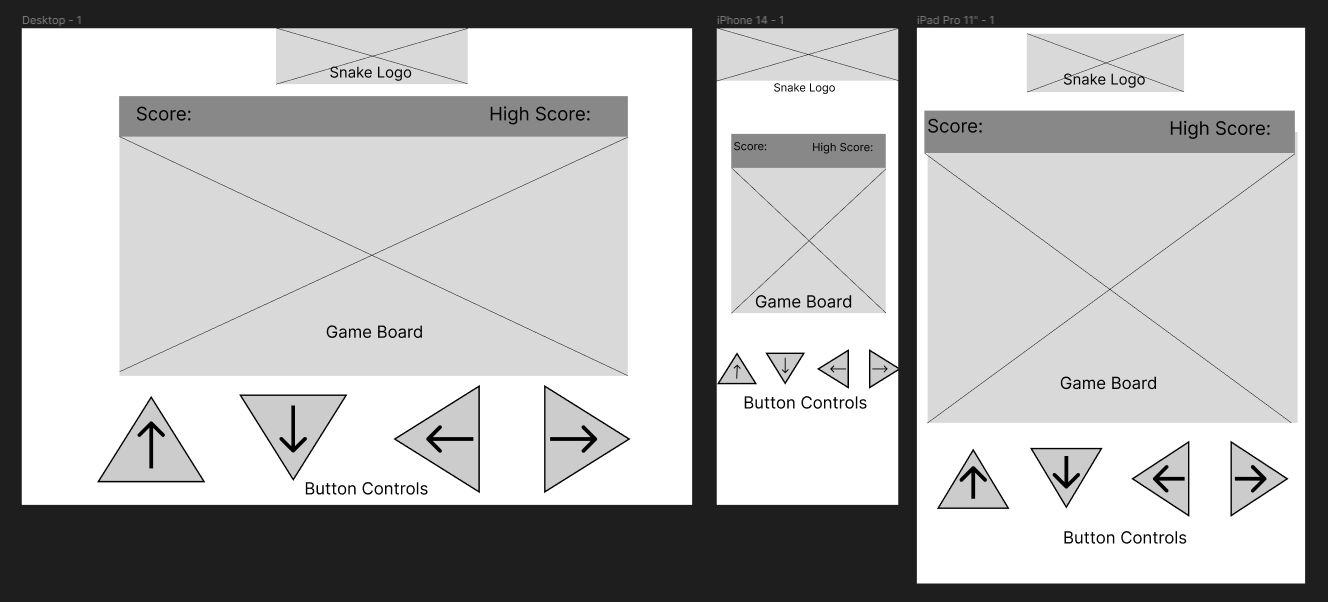 Desktop - 1
Snake Logo
Score:
High Score:
Game Board
Button Controls
iPhone 14 - 1
Snake Logo
Score:
High Score:
Game Board
Button Controls
iPad Pro 11" - 1
Snake Logo
Score:
High Score:
Game Board
Button Controls